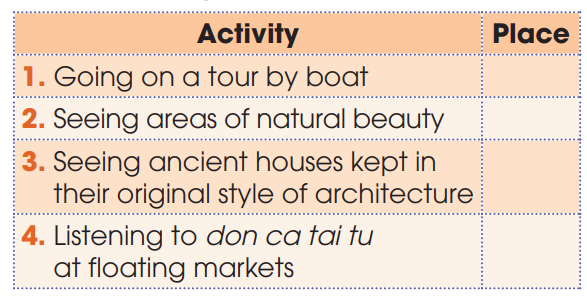 Activity Place
1. Going on a tour by boat
2. Seeing areas of natural beauty
3. Seeing ancient houses kept in
their original style of architecture
4. Listening to don ca tai tu
at floating markets